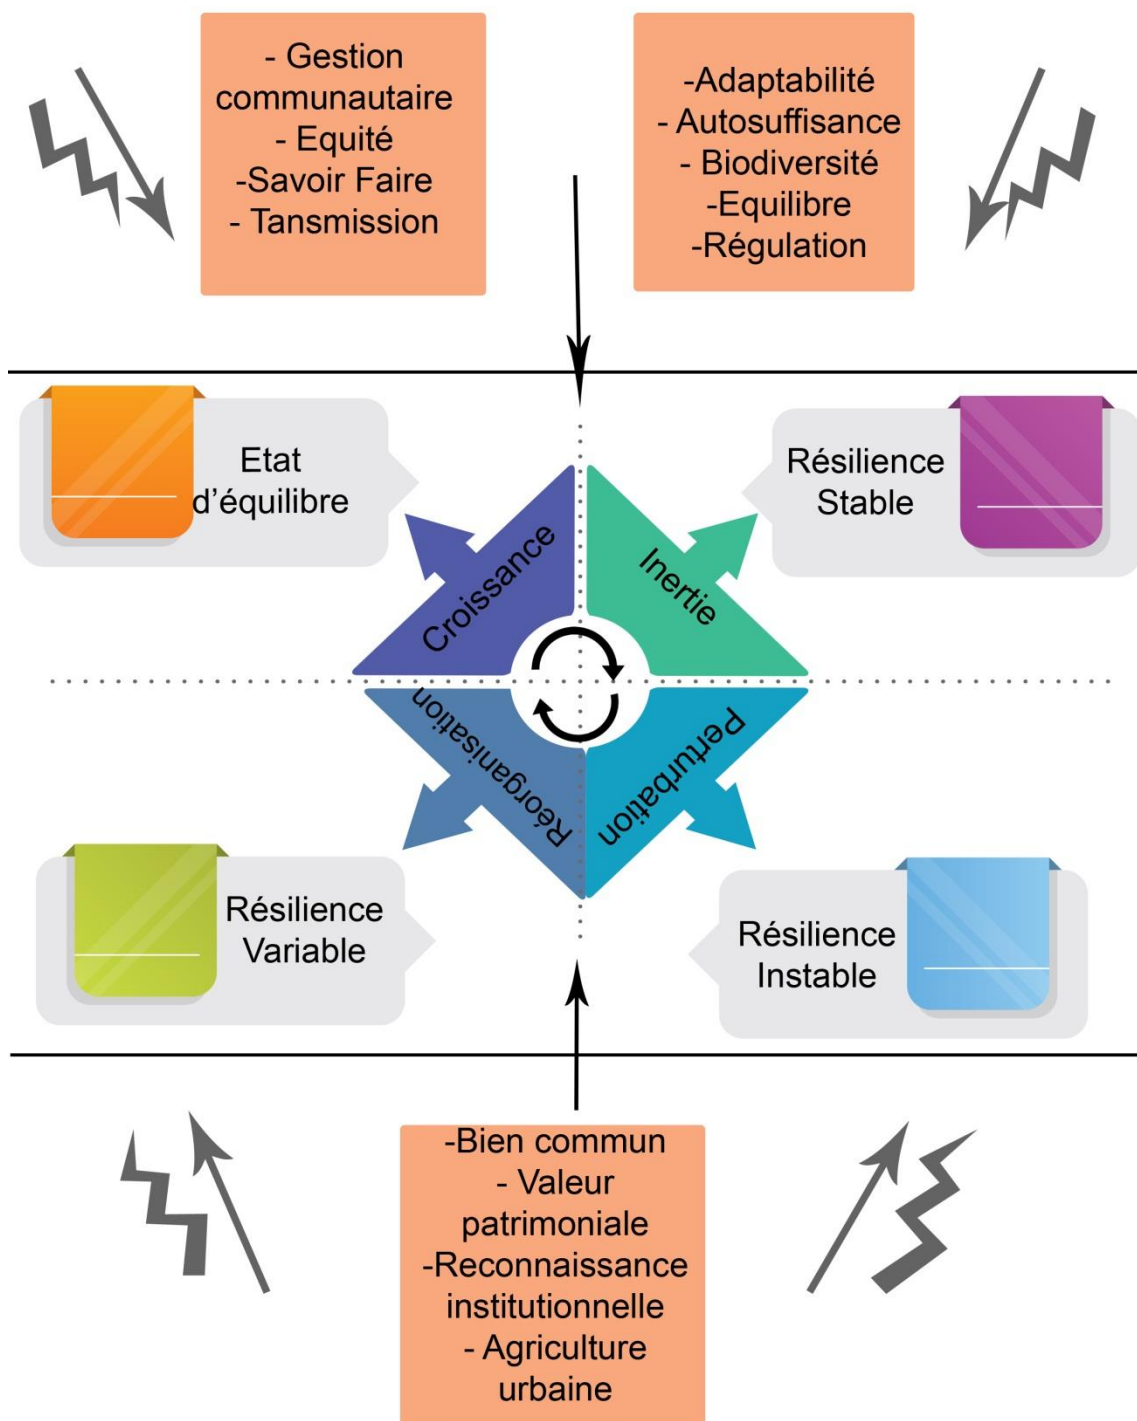 - Gestion
communautaire
- Equité
-Savoir Faire
- Tansmission
-Adaptabilité
- Autosuffisance
- Biodiversité
-Equilibre
-Régulation
Etat
d’équilibre
Résilience
Stable
Croissance
Inertie
Réorganisation
Perturbation
Résilience
Variable
Résilience
Instable
-Bien commun
- Valeur
patrimoniale
-Reconnaissance
institutionnelle
- Agriculture
urbaine